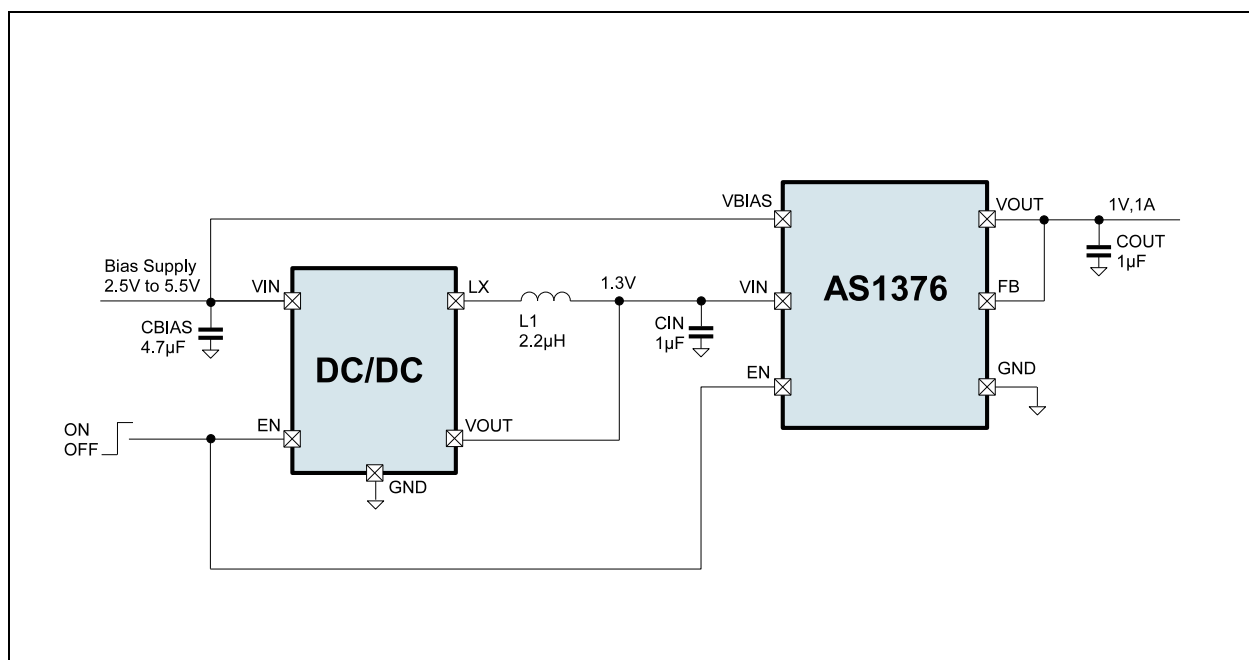 VBIAS
VOUT
1V,1A
COUT
1µF
Bias Supply
2.5V to 5.5V
VIN
LX
1.3V
VIN
AS1376
FB
CBIAS
4.7µF
L1
2.2µH
CIN
1µF
DC/DC
EN
GND
ON
OFF
EN
VOUT
GND